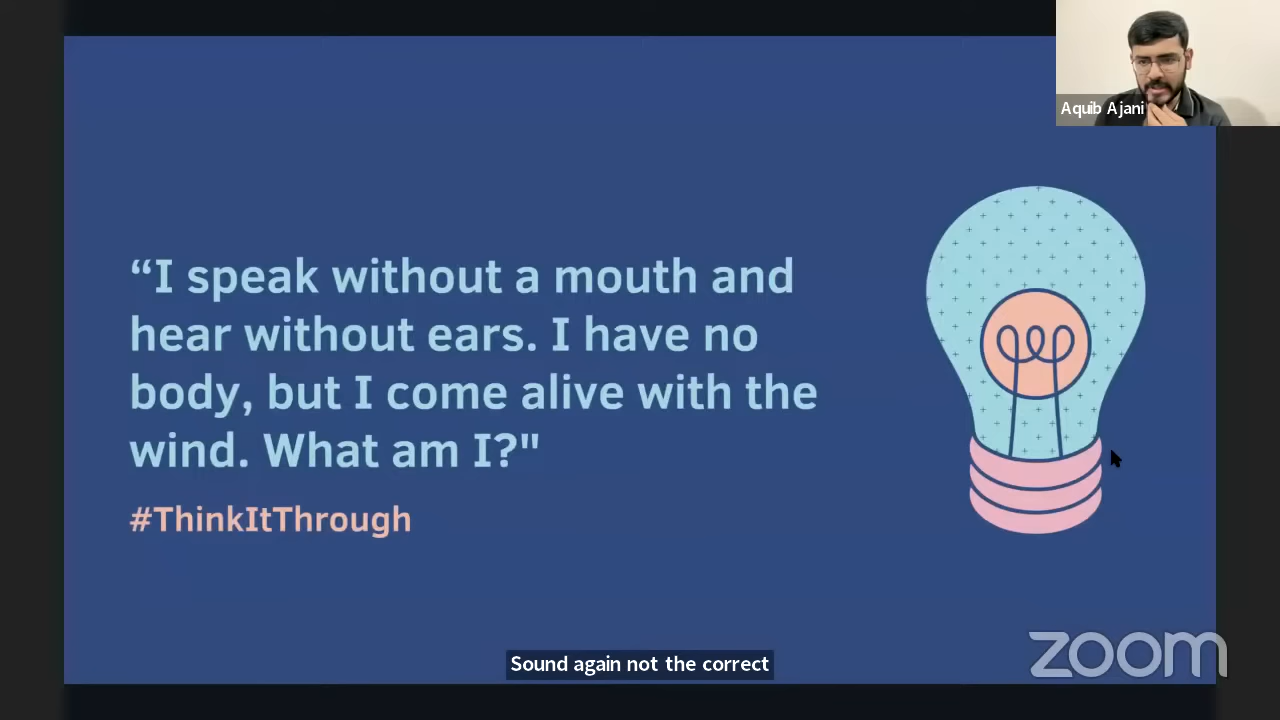 Aquib Ajani
“I speak without a mouth and
hear without ears. I have no
body, but I come alive with the
wind. What am I?"
#ThinkItThrough
Sound again not the correct
zoom